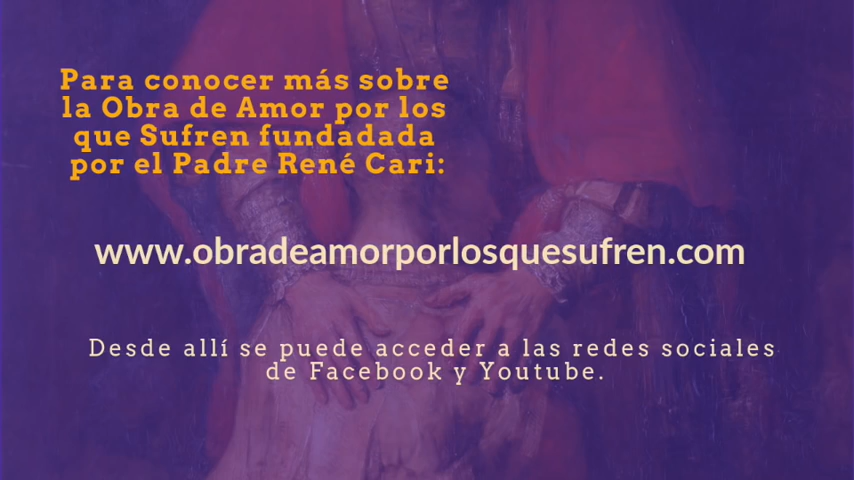 Para conocer más sobre
la Obra de Amor por los
que Sufren fundadada
por el Padre René Cari:
www.obradeamorporlosquesufren.com
Desde allí se puede acceder a las redes sociales
de Facebook y Youtube.